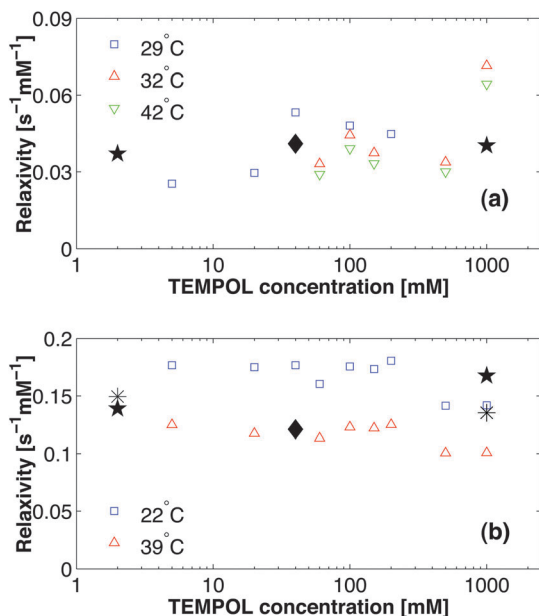 0.09
29°C
32°C
42°C
0.06
0.03
0
Relaxivity [s⁻¹mM⁻¹]
(a)
1 10 100 1000
TEMPOL concentration [mM]
0.2
0.15
0.1
0.05
0
Relaxivity [s⁻¹mM⁻¹]
22°C
39°C
(b)
1 10 100 1000
TEMPOL concentration [mM]